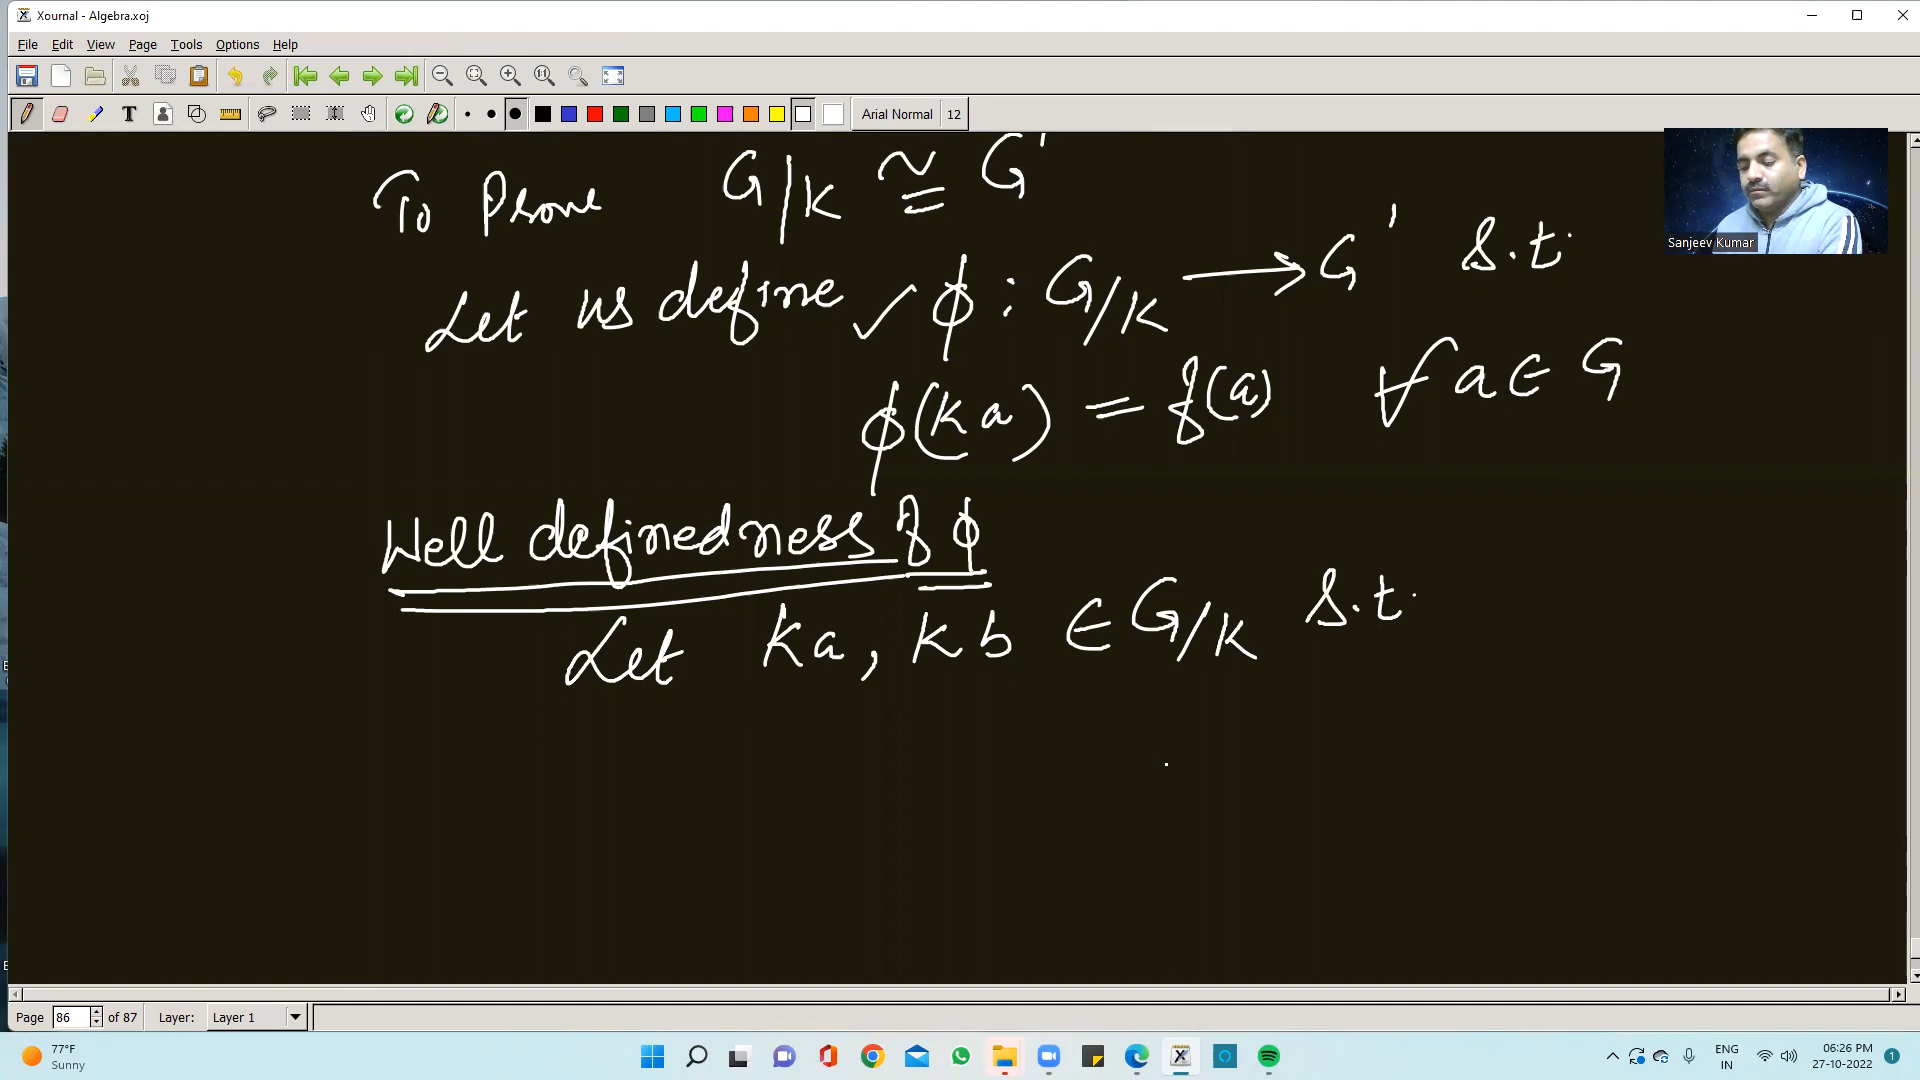 Xournal - Algebra.xoj
File Edit View Page Tools Options Help
Arial Normal 12
To Prove G/K ≅ G'
Let us define ✓ ϕ : G/K → G' s.t.
ϕ(Ka) = f(a) ∀ a ∈ G
Well definedness of ϕ
Let Ka, Kb ∈ G/K s.t.
Sanjeev Kumar
Page 86 of 87 Layer: Layer 1
77°F
Sunny
ENG
IN
06:26 PM
27-10-2022
1